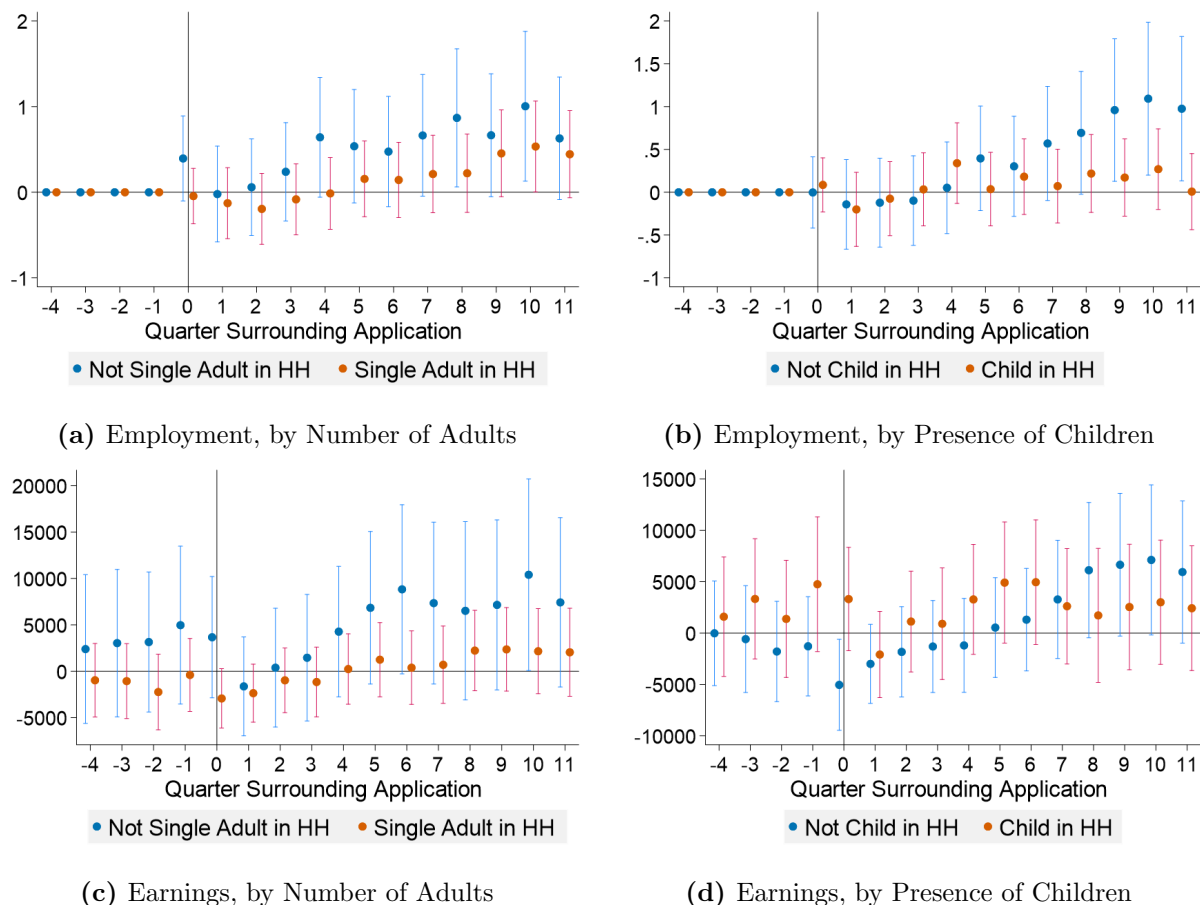 2
1
0
-1
-4 -3 -2 -1 0 1 2 3 4 5 6 7 8 9 10 11
Quarter Surrounding Application
Not Single Adult in HH Single Adult in HH
(a) Employment, by Number of Adults
2
1.5
1
.5
0
-.5
-1
-4 -3 -2 -1 0 1 2 3 4 5 6 7 8 9 10 11
Quarter Surrounding Application
Not Child in HH Child in HH
(b) Employment, by Presence of Children
20000
15000
10000
5000
0
-5000
-4 -3 -2 -1 0 1 2 3 4 5 6 7 8 9 10 11
Quarter Surrounding Application
Not Single Adult in HH Single Adult in HH
(c) Earnings, by Number of Adults
15000
10000
5000
0
-5000
-10000
-4 -3 -2 -1 0 1 2 3 4 5 6 7 8 9 10 11
Quarter Surrounding Application
Not Child in HH Child in HH
(d) Earnings, by Presence of Children